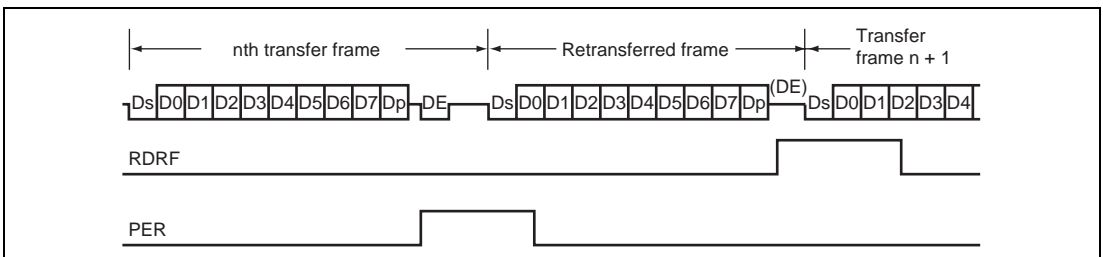 nth transfer frame
Retransferred frame
Transfer
frame n + 1
Ds D0 D1 D2 D3 D4 D5 D6 D7 Dp DE Ds D0 D1 D2 D3 D4 D5 D6 D7 Dp (DE) Ds D0 D1 D2 D3 D4
RDRF
PER